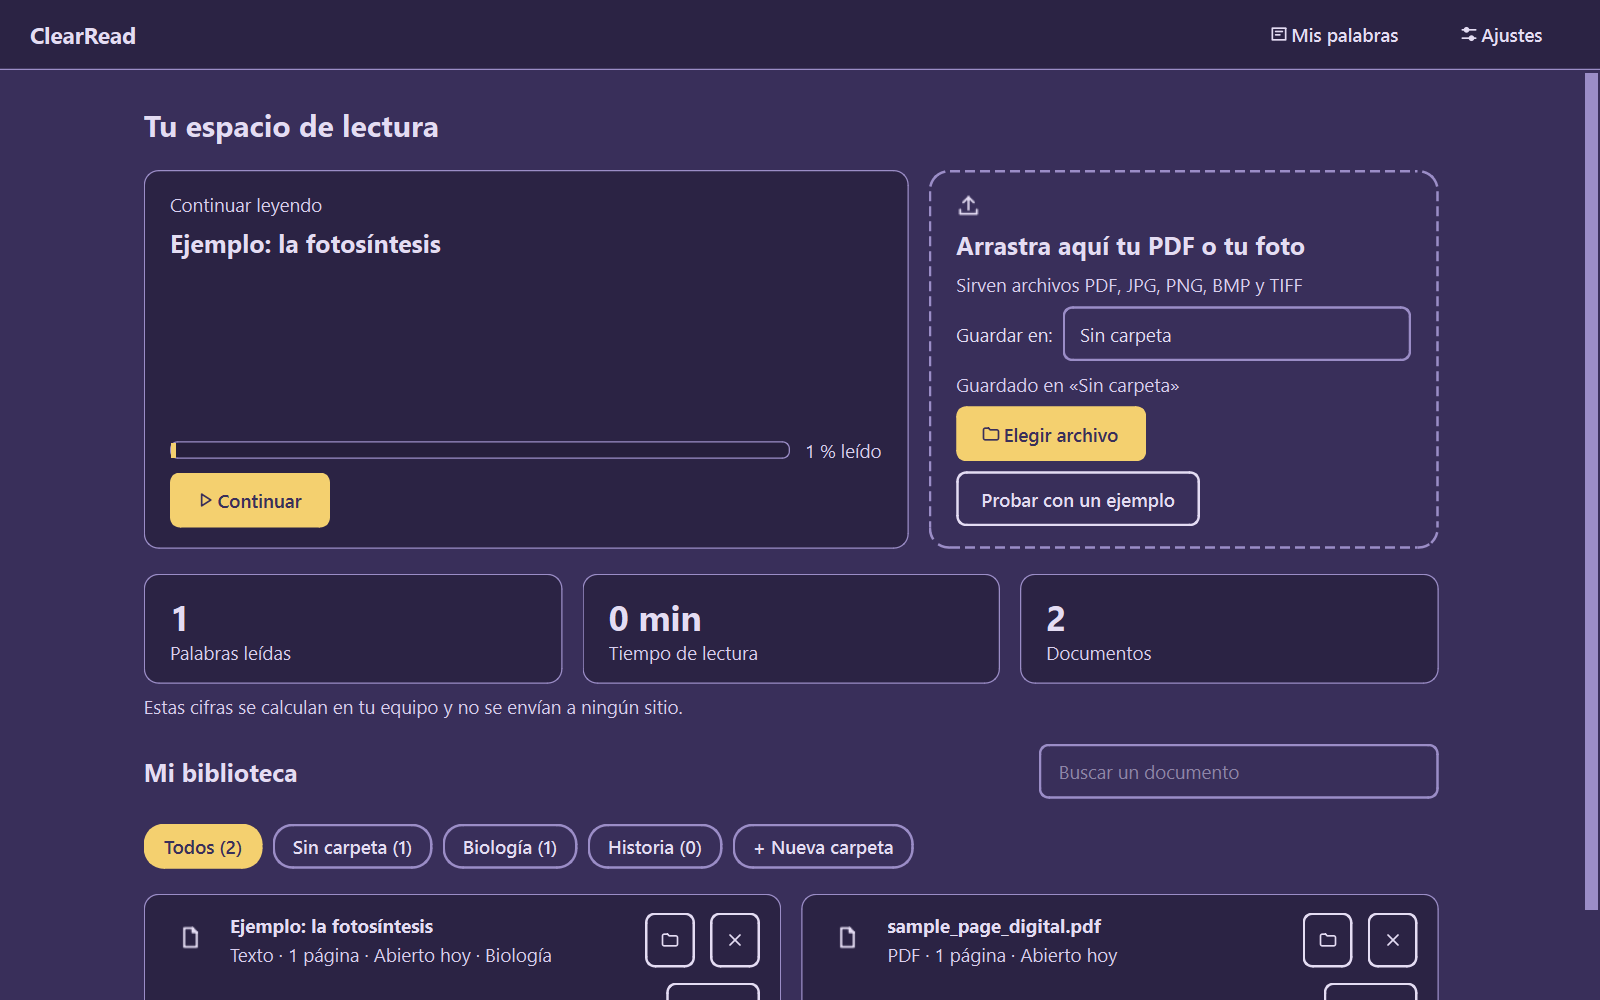 ClearRead
Mis palabras
Ajustes
Tu espacio de lectura
Continuar leyendo
Ejemplo: la fotosíntesis
1 % leído
Continuar
Arrastra aquí tu PDF o tu foto
Sirven archivos PDF, JPG, PNG, BMP y TIFF
Guardar en:
Sin carpeta
Guardado en «Sin carpeta»
Elegir archivo
Probar con un ejemplo
1
Palabras leídas
0 min
Tiempo de lectura
2
Documentos
Estas cifras se calculan en tu equipo y no se envían a ningún sitio.
Mi biblioteca
Buscar un documento
Todos (2)
Sin carpeta (1)
Biología (1)
Historia (0)
+ Nueva carpeta
Ejemplo: la fotosíntesis
Texto · 1 página · Abierto hoy · Biología
sample_page_digital.pdf
PDF · 1 página · Abierto hoy